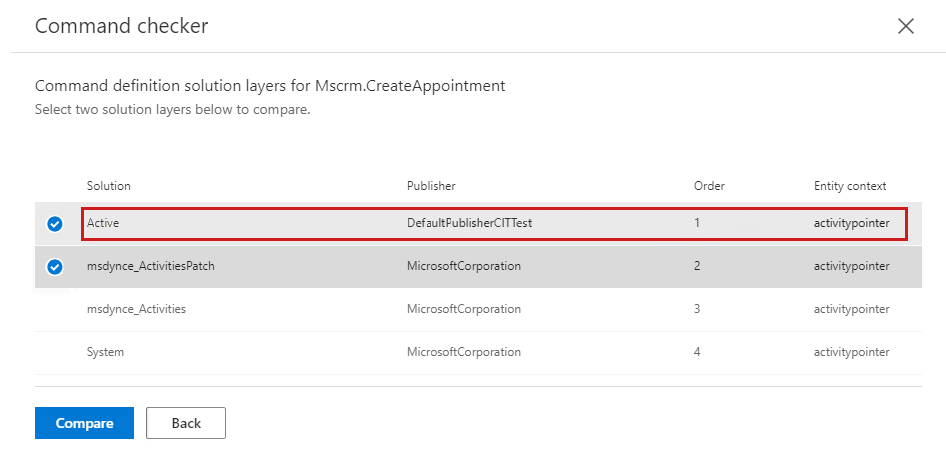 Command checker
Command definition solution layers for Mscrm.CreateAppointment
Select two solution layers below to compare.
Solution Publisher Order Entity context
Active DefaultPublisherCITTest 1 activitypointer
msdynce_ActivitiesPatch MicrosoftCorporation 2 activitypointer
msdynce_Activities MicrosoftCorporation 3 activitypointer
System MicrosoftCorporation 4 activitypointer
Compare Back